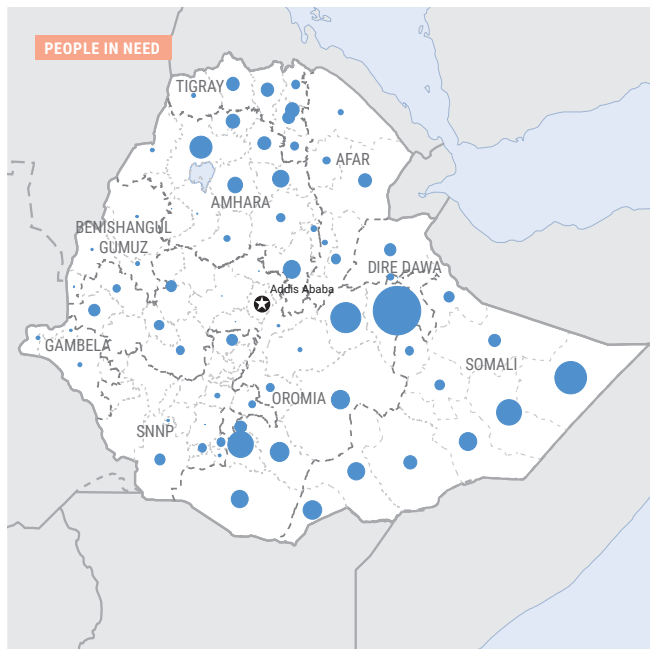 PEOPLE IN NEED
TIGRAY
AFAR
AMHARA
BENISHANGUL
GUMUZ
DIRE DAWA
Addis Ababa
GAMBELA
SOMALI
OROMIA
SNNP